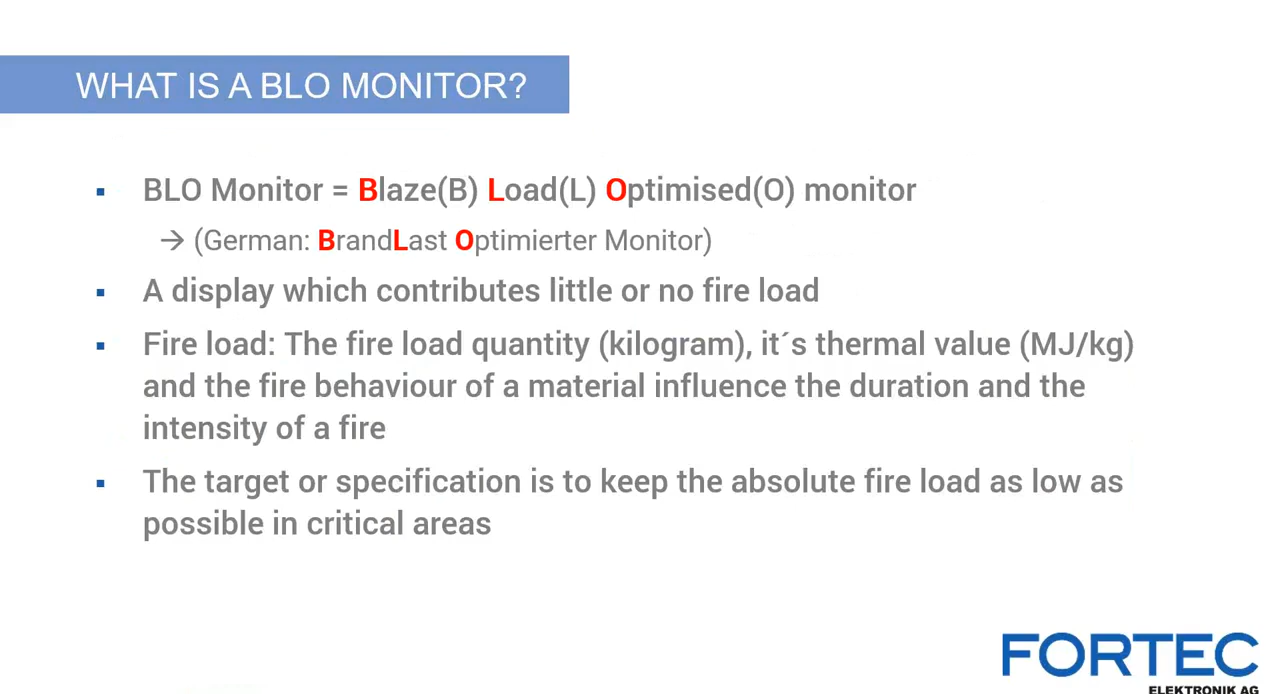 WHAT IS A BLO MONITOR?
▪ BLO Monitor = Blaze(B) Load(L) Optimised(O) monitor
→ (German: BrandLast Optimierter Monitor)
▪ A display which contributes little or no fire load
▪ Fire load: The fire load quantity (kilogram), it´s thermal value (MJ/kg)
and the fire behaviour of a material influence the duration and the
intensity of a fire
▪ The target or specification is to keep the absolute fire load as low as
possible in critical areas
FORTEC
ELEKTRONIK AG